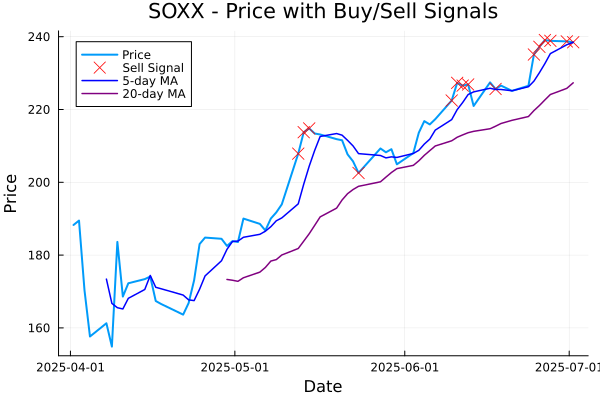 SOXX - Price with Buy/Sell Signals
Price
Sell Signal
5-day MA
20-day MA
240
220
200
180
160
Price
2025-04-01
2025-05-01
2025-06-01
2025-07-01
Date